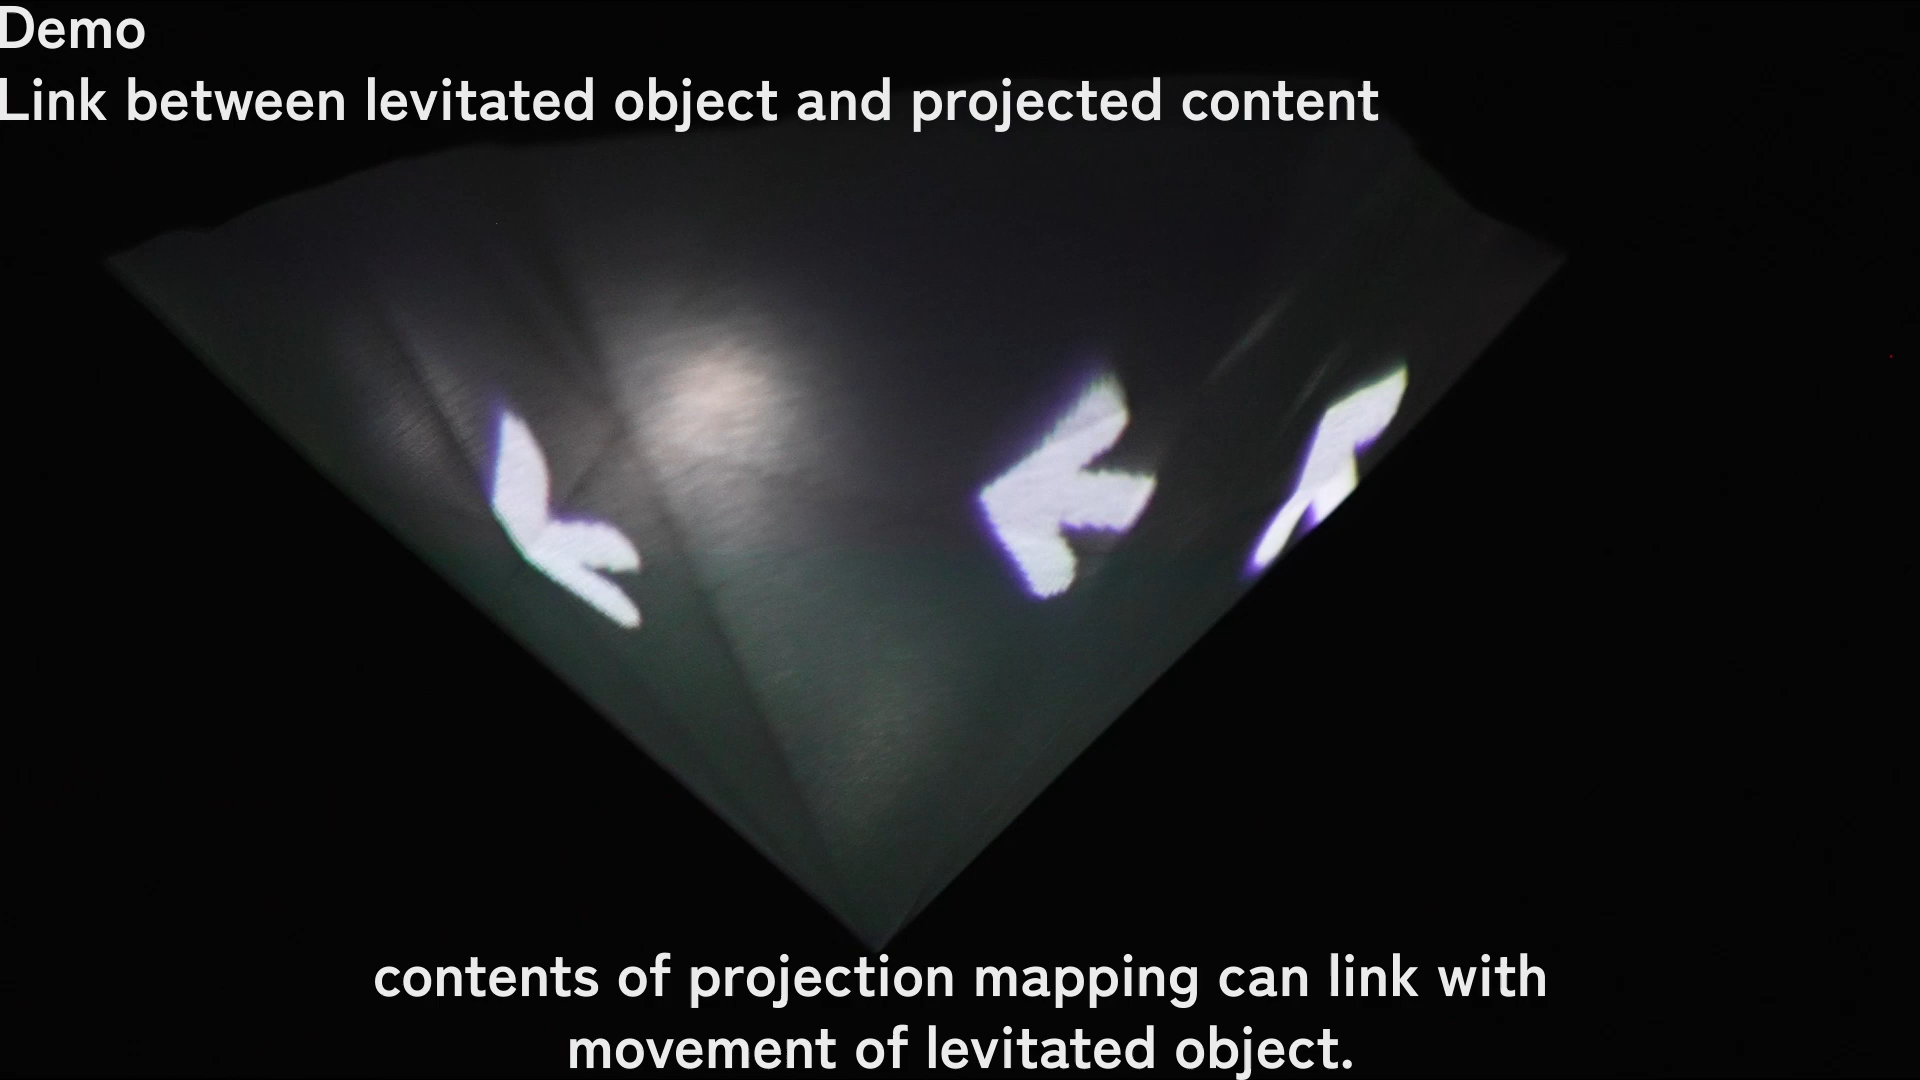 Demo
Link between levitated object and projected content
contents of projection mapping can link with
movement of levitated object.